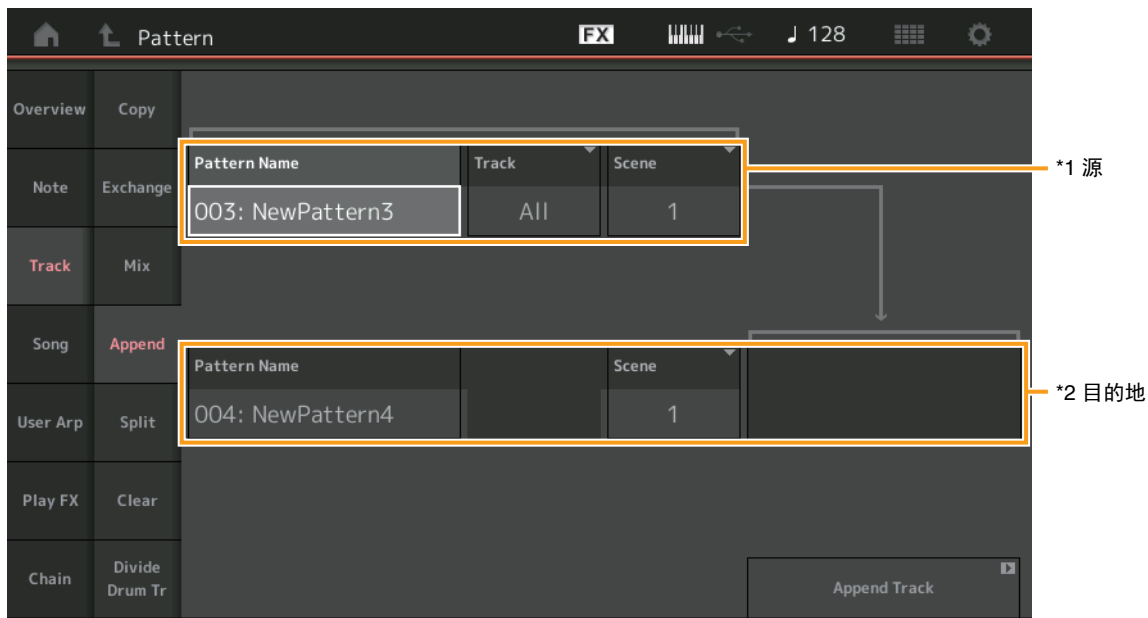 Pattern
FX
♩ 128
Overview
Copy
Note
Exchange
Track
Mix
Song
Append
User Arp
Split
Play FX
Clear
Chain
Divide
Drum Tr
Pattern Name
Track
Scene
003: NewPattern3
All
1
*1 源
Pattern Name
Scene
004: NewPattern4
1
*2 目的地
Append Track